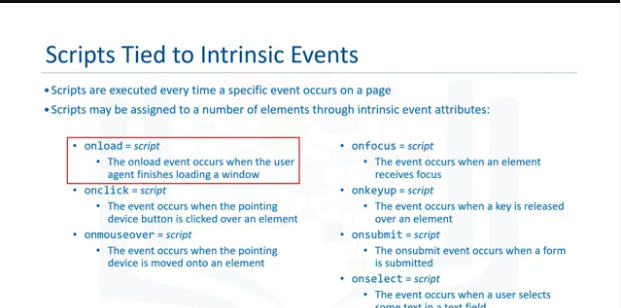 Scripts Tied to Intrinsic Events
• Scripts are executed every time a specific event occurs on a page
• Scripts may be assigned to a number of elements through intrinsic event attributes:
• onload = script
• The onload event occurs when the user
agent finishes loading a window
• onclick = script
• The event occurs when the pointing
device button is clicked over an element
• onmouseover = script
• The event occurs when the pointing
device is moved onto an element
• onfocus = script
• The event occurs when an element
receives focus
• onkeyup = script
• The event occurs when a key is released
over an element
• onsubmit = script
• The onsubmit event occurs when a form
is submitted
• onselect = script
• The event occurs when a user selects
some text in a text field